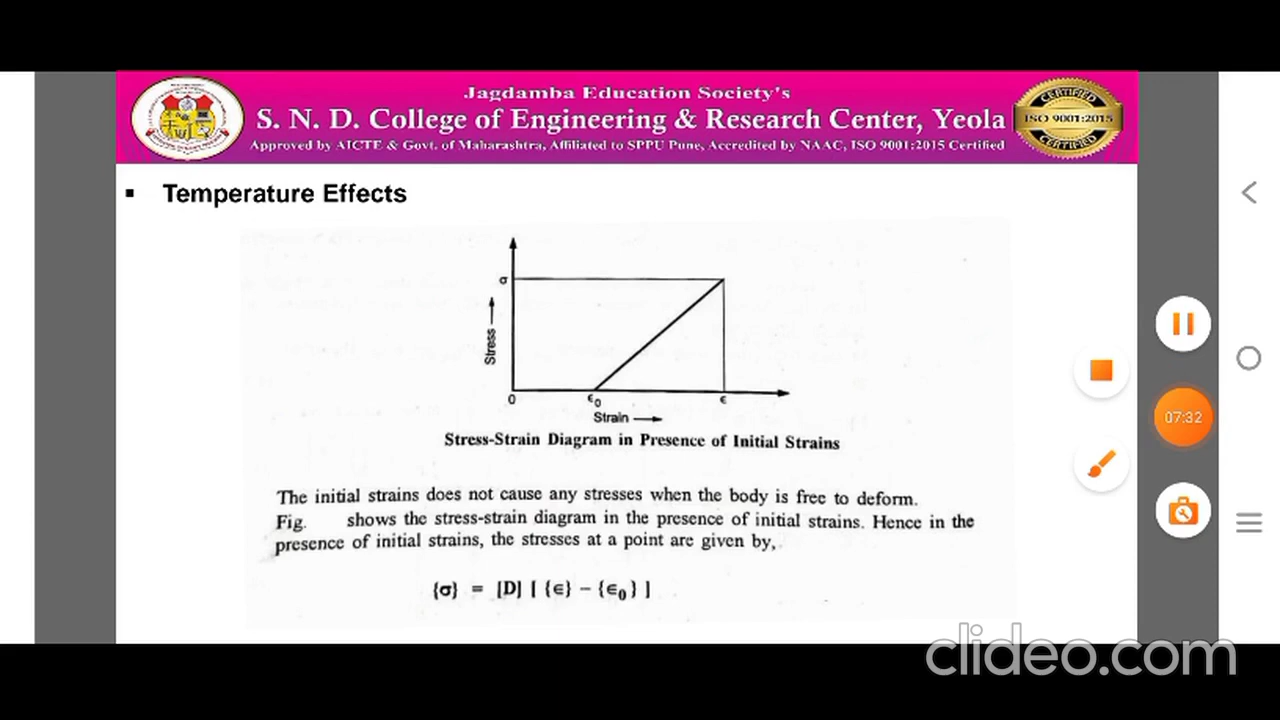 Jagdamba Education Society's
S. N. D. College of Engineering & Research Center, Yeola
Approved by AICTE & Govt. of Maharashtra, Affiliated to SPPU Pune, Accredited by NAAC, ISO 9001:2015 Certified
CERTIFIED
ISO 9001:2015
CERTIFIED
▪ Temperature Effects
σ
Stress
0
ϵ₀
ϵ
Strain
Stress-Strain Diagram in Presence of Initial Strains
The initial strains does not cause any stresses when the body is free to deform.
Fig. shows the stress-strain diagram in the presence of initial strains. Hence in the
presence of initial strains, the stresses at a point are given by,
{σ} = [D] [ {ϵ} − {ϵ₀} ]
07:32
clideo.com